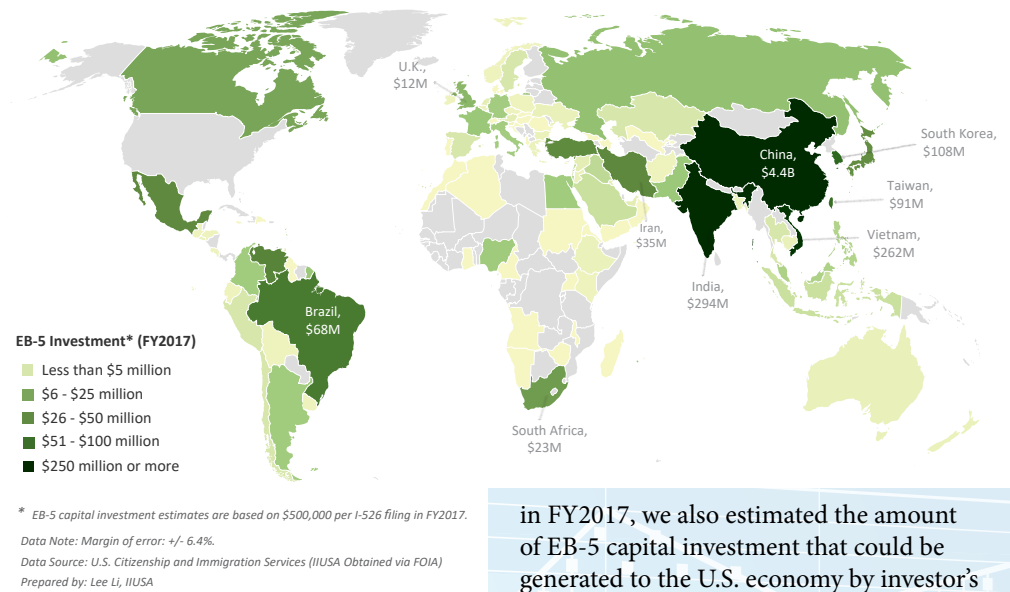 U.K.,
$12M
South Korea,
$108M
China,
$4.4B
Taiwan,
$91M
Iran,
$35M
Vietnam,
$262M
India,
$294M
Brazil,
$68M
EB-5 Investment* (FY2017)
Less than $5 million
$6 - $25 million
$26 - $50 million
$51 - $100 million
$250 million or more
South Africa,
$23M
* EB-5 capital investment estimates are based on $500,000 per I-526 filing in FY2017.
Data Note: Margin of error: +/- 6.4%.
Data Source: U.S. Citizenship and Immigration Services (IIUSA Obtained via FOIA)
Prepared by: Lee Li, IIUSA
in FY2017, we also estimated the amount
of EB-5 capital investment that could be
generated to the U.S. economy by investor's